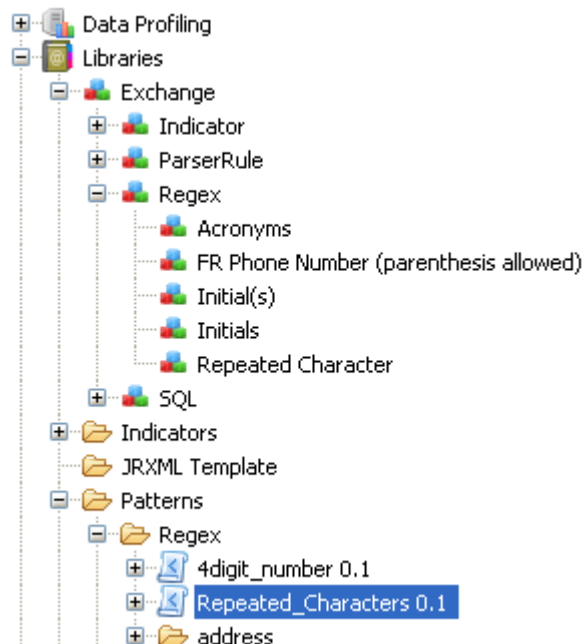 Data Profiling
Libraries
Exchange
Indicator
ParserRule
Regex
Acronyms
FR Phone Number (parenthesis allowed)
Initial(s)
Initials
Repeated Character
SQL
Indicators
JRXML Template
Patterns
Regex
4digit_number 0.1
Repeated_Characters 0.1
address